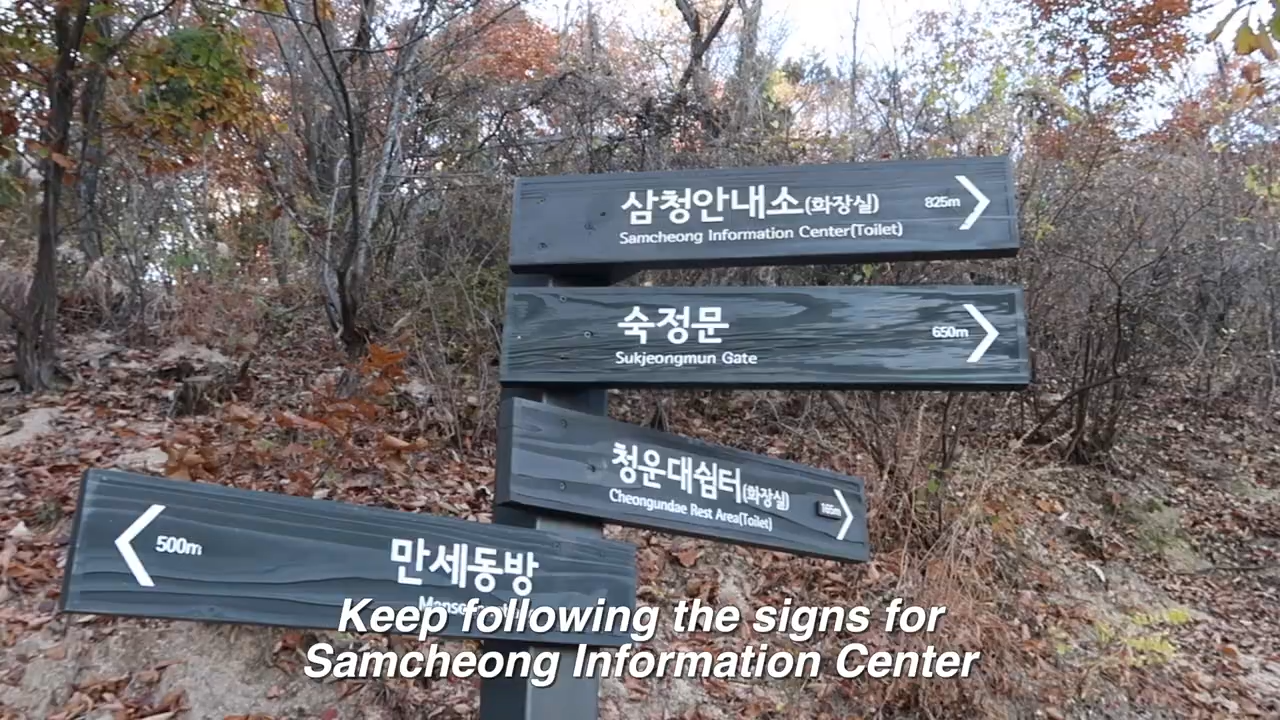 삼청안내소(화장실)
825m
Samcheong Information Center(Toilet)
숙정문
650m
Sukjeongmun Gate
청운대쉼터(화장실)
165m
Cheongundae Rest Area(Toilet)
500m
만세동방
Keep following the signs for
Samcheong Information Center